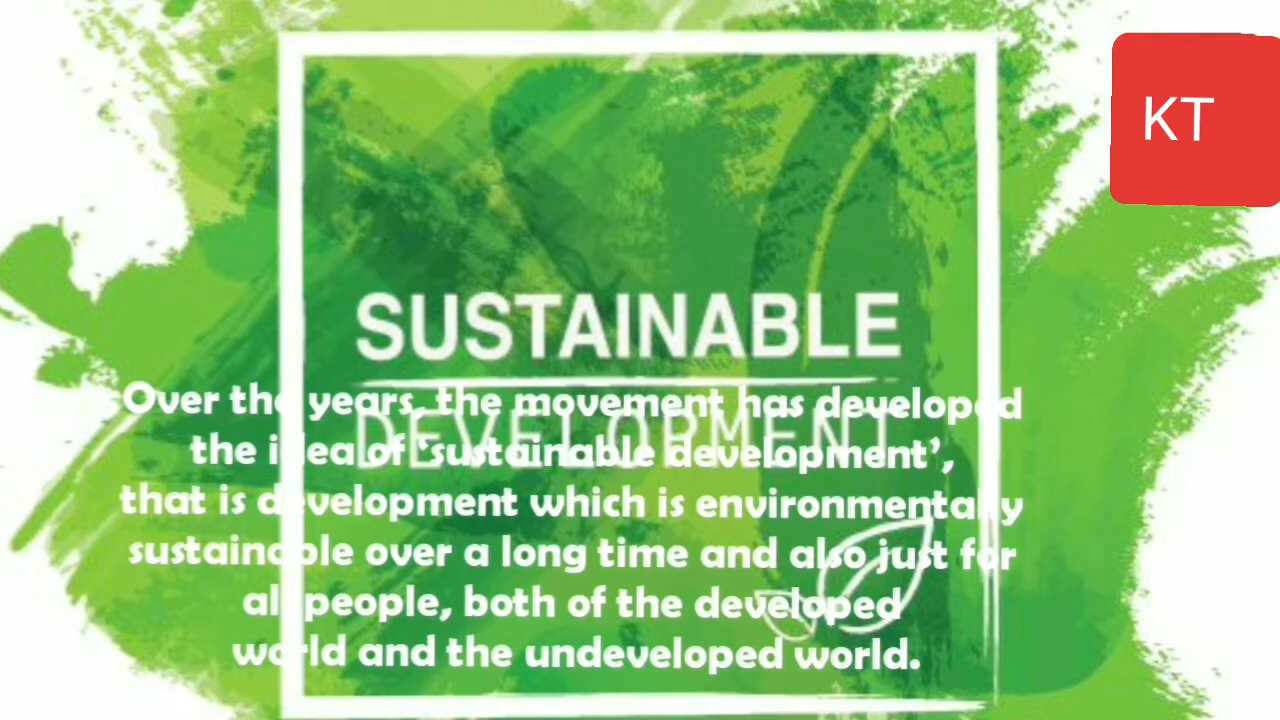 KT
SUSTAINABLE
DEVELOPMENT
Over the years, the movement has developed
the idea of ‘sustainable development’,
that is development which is environmentally
sustainable over a long time and also just for
all people, both of the developed
world and the undeveloped world.